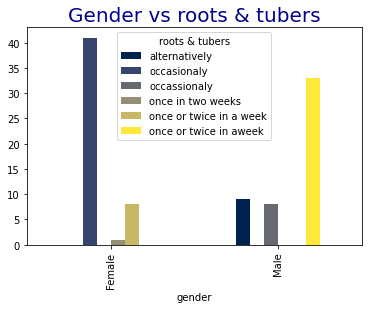 Gender vs roots & tubers
roots & tubers
alternatively
occasionaly
occassionaly
once in two weeks
once or twice in a week
once or twice in aweek
40
35
30
25
20
15
10
5
0
Female
Male
gender